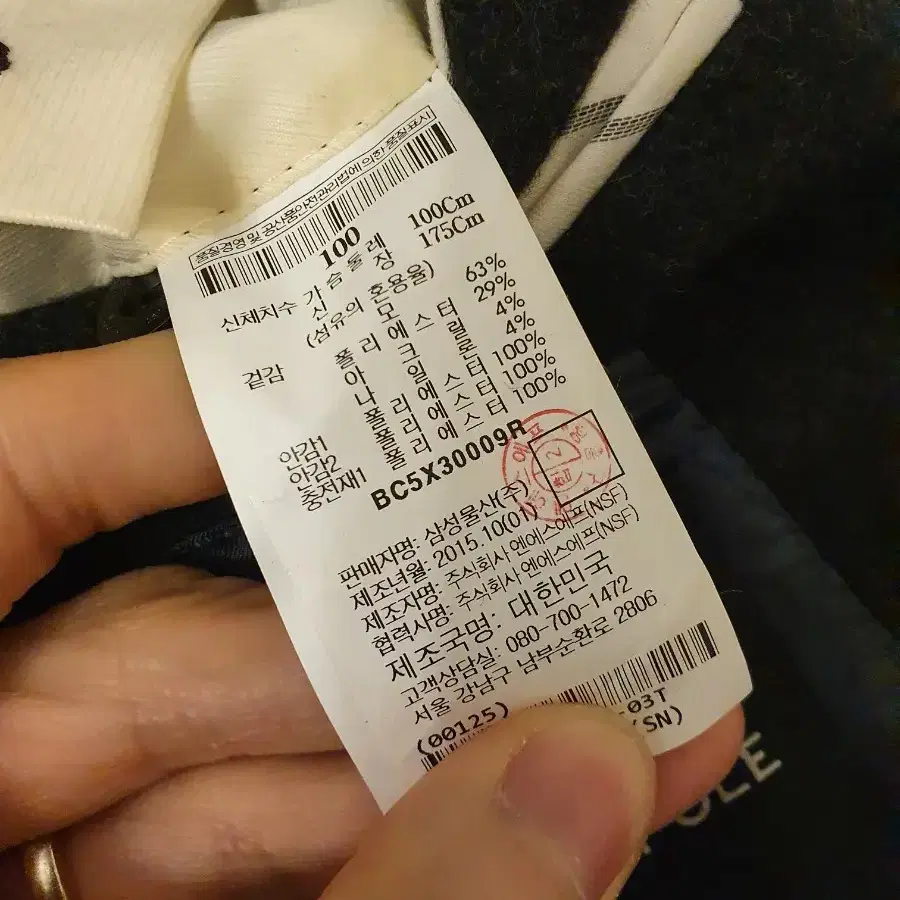 품질경영 및 공산품안전관리법에 의한 품질표시
100
신체치수 가슴둘레 100Cm
신장 175Cm
(섬유의 혼용율)
겉감 모 63%
폴리에스터 29%
아크릴 4%
나일론 4%
안감1 폴리에스터 100%
안감2 폴리에스터 100%
충전재1 폴리에스터 100%
BC5X30009R
판매자명: 삼성물산(주)
제조년월: 2015.10(01)
제조자명: 주식회사 엔에스에프(NSF)
협력사명: 주식회사 엔에스에프(NSF)
제조국명: 대한민국
고객상담실: 080-700-1472
서울 강남구 남부순환로 2806
(00125)
03T
(SN)